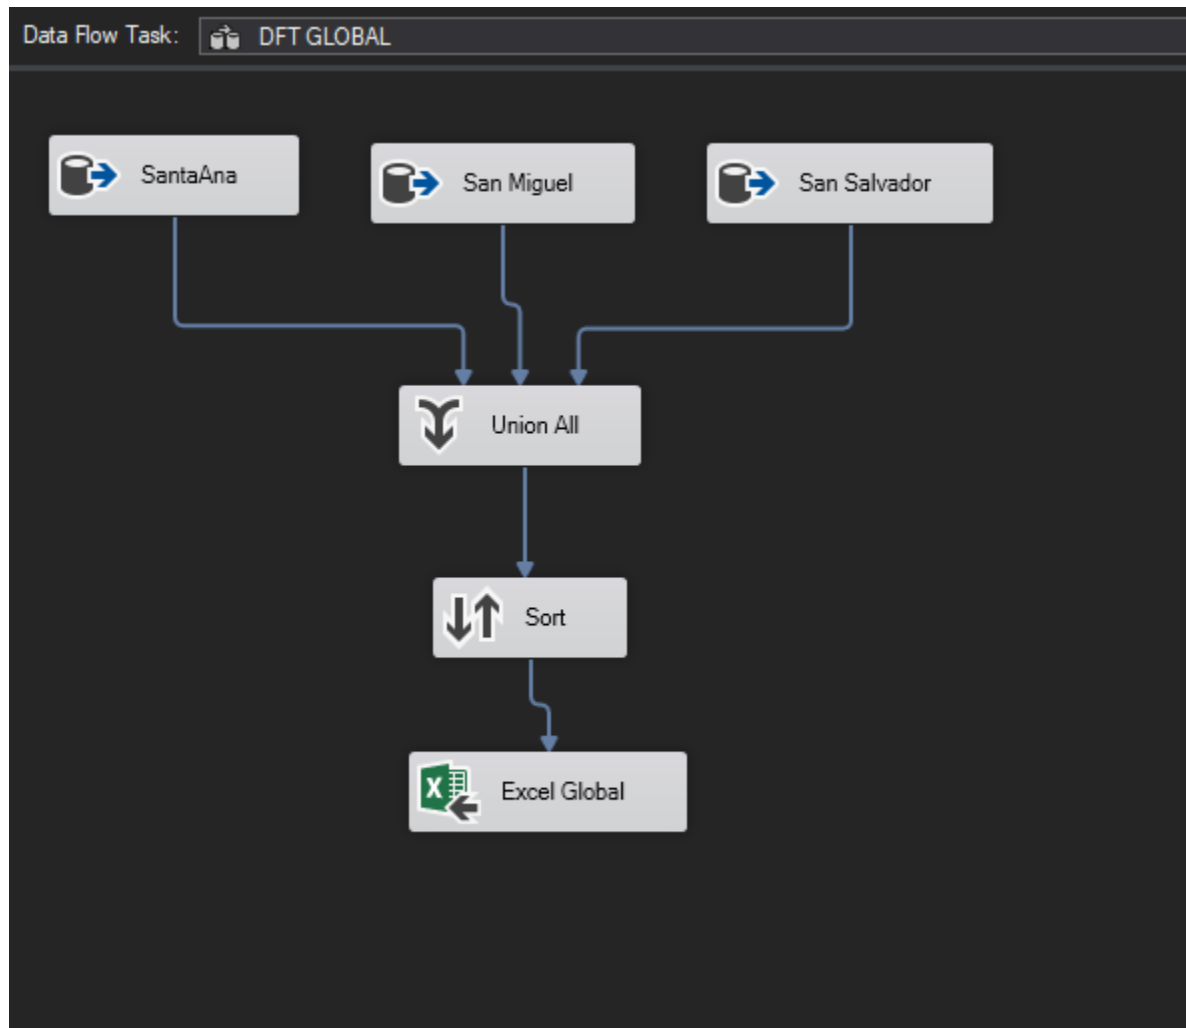 Data Flow Task: DFT GLOBAL
SantaAna
San Miguel
San Salvador
Union All
Sort
Excel Global